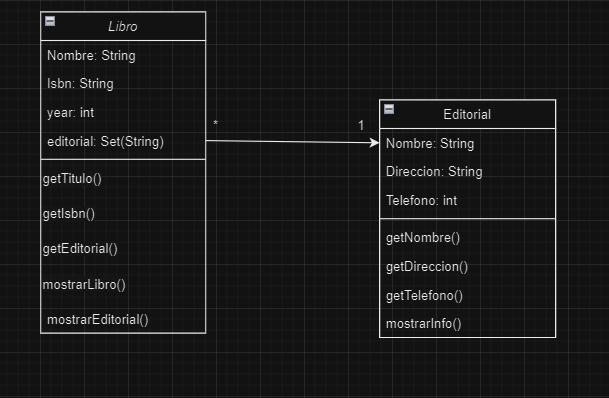 Libro
Nombre: String
Isbn: String
year: int
editorial: Set(String)
getTitulo()
getIsbn()
getEditorial()
mostrarLibro()
mostrarEditorial()
*
1
Editorial
Nombre: String
Direccion: String
Telefono: int
getNombre()
getDireccion()
getTelefono()
mostrarInfo()